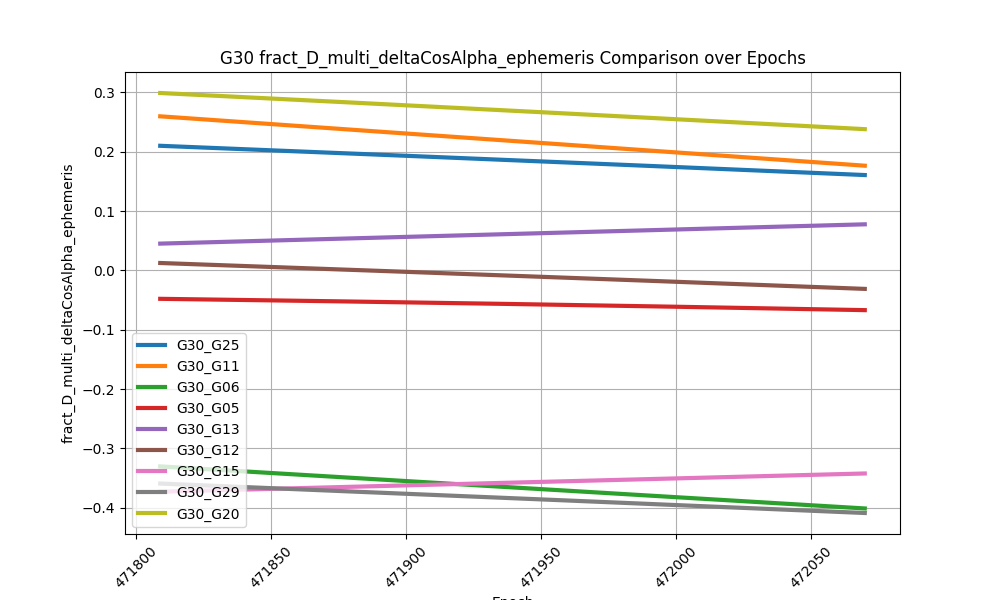 G30 fract_D_multi_deltaCosAlpha_ephemeris Comparison over Epochs
fract_D_multi_deltaCosAlpha_ephemeris
0.3
0.2
0.1
0.0
−0.1
−0.2
−0.3
−0.4
G30_G25
G30_G11
G30_G06
G30_G05
G30_G13
G30_G12
G30_G15
G30_G29
G30_G20
471800
471850
471900
471950
472000
472050
Epoch